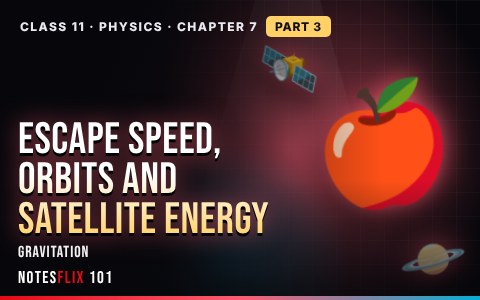 CLASS 11 · PHYSICS · CHAPTER 7 PART 3
ESCAPE SPEED,
ORBITS AND
SATELLITE ENERGY
GRAVITATION
NOTESFLIX 101